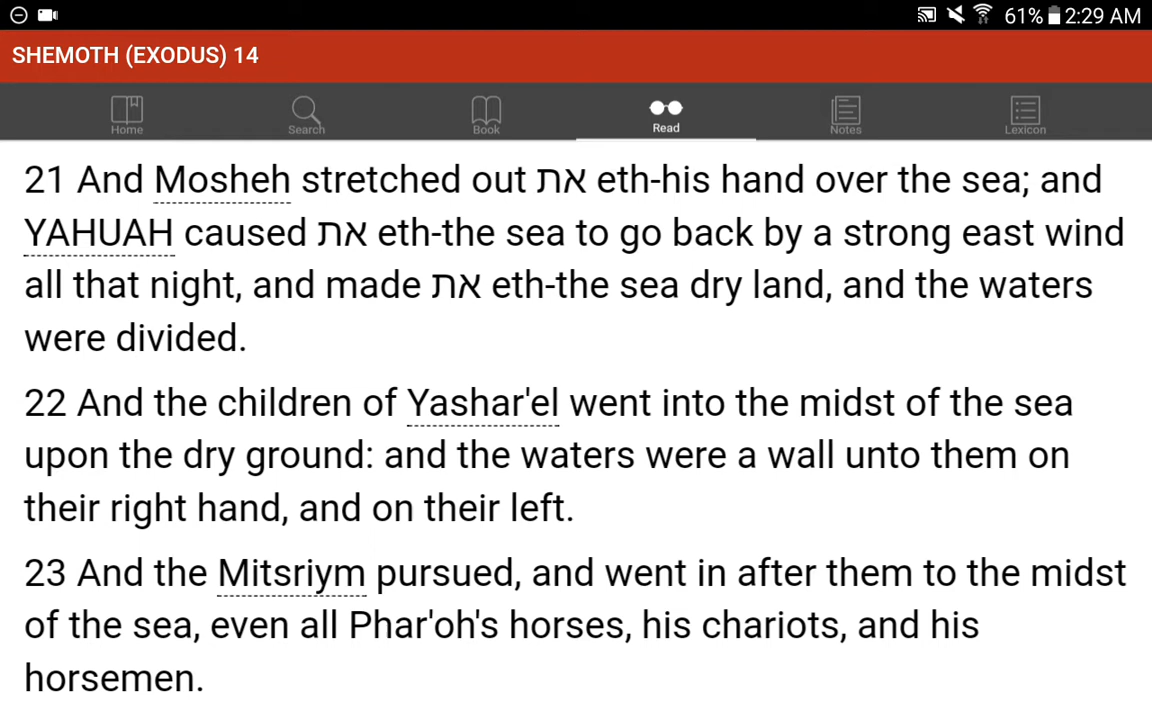 61% 2:29 AM
SHEMOTH (EXODUS) 14
Home Search Book Read Notes Lexicon
21 And Mosheh stretched out את eth-his hand over the sea; and
YAHUAH caused את eth-the sea to go back by a strong east wind
all that night, and made את eth-the sea dry land, and the waters
were divided.
22 And the children of Yashar'el went into the midst of the sea
upon the dry ground: and the waters were a wall unto them on
their right hand, and on their left.
23 And the Mitsriym pursued, and went in after them to the midst
of the sea, even all Phar'oh's horses, his chariots, and his
horsemen.